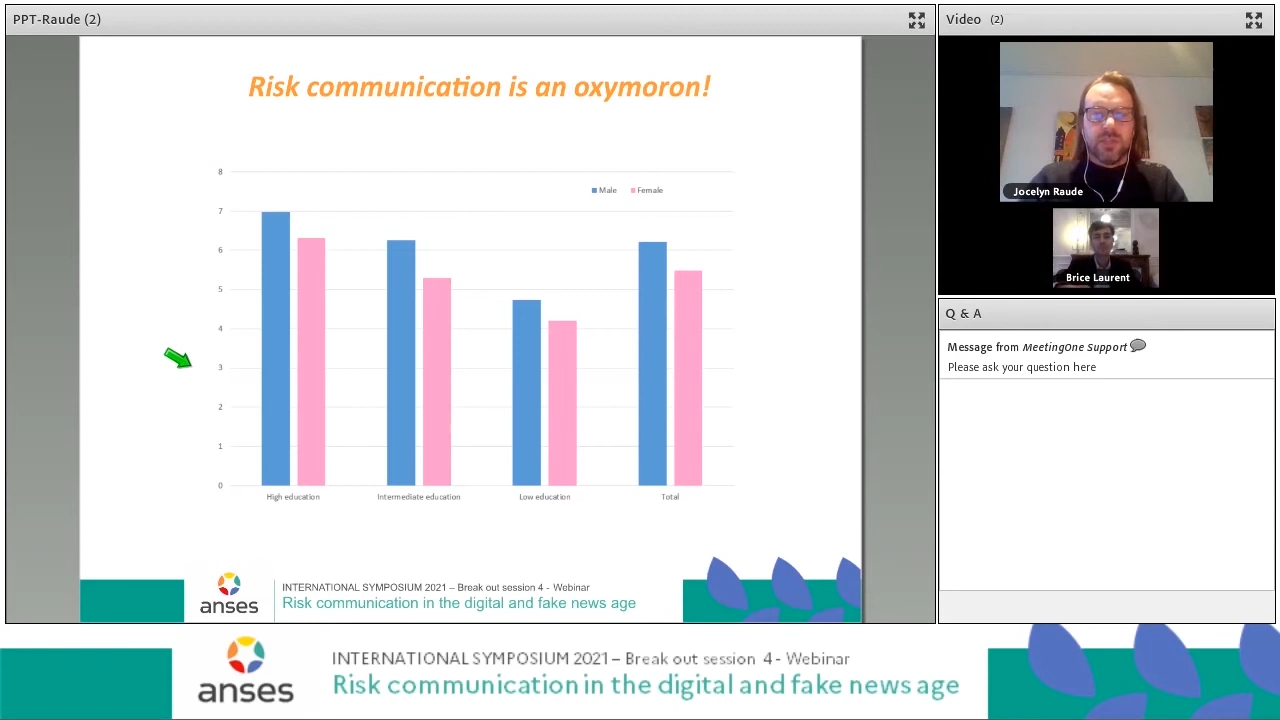 PPT-Raude (2)
Risk communication is an oxymoron!
8
7
6
5
4
3
2
1
0
Male
Female
High education
Intermediate education
Low education
Total
anses
INTERNATIONAL SYMPOSIUM 2021 – Break out session 4 - Webinar
Risk communication in the digital and fake news age
Video (2)
Jocelyn Raude
Brice Laurent
Q & A
Message from MeetingOne Support
Please ask your question here
anses
INTERNATIONAL SYMPOSIUM 2021 – Break out session 4 - Webinar
Risk communication in the digital and fake news age